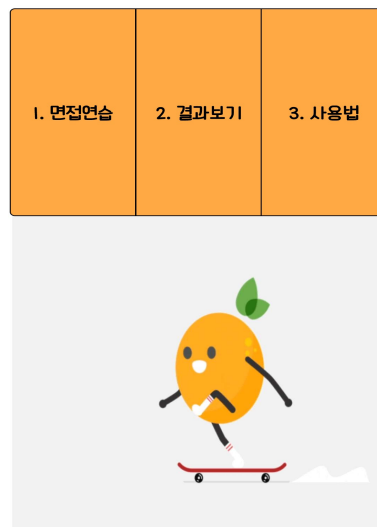 1. 면접연습
2. 결과보기
3. 사용법